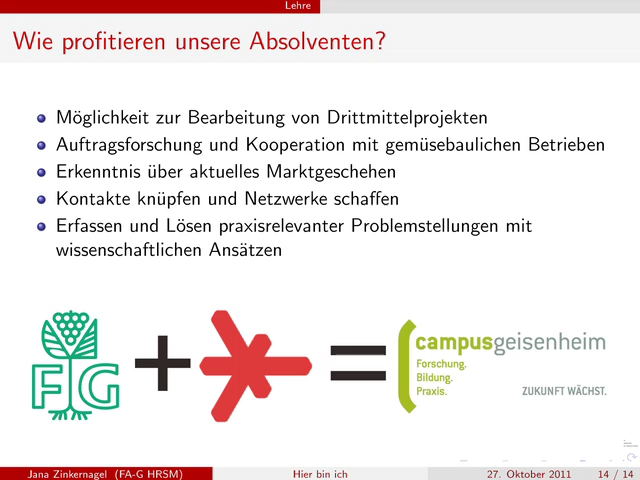 Lehre
Wie profitieren unsere Absolventen?
Möglichkeit zur Bearbeitung von Drittmittelprojekten
Auftragsforschung und Kooperation mit gemüsebaulichen Betrieben
Erkenntnis über aktuelles Marktgeschehen
Kontakte knüpfen und Netzwerke schaffen
Erfassen und Lösen praxisrelevanter Problemstellungen mit
wissenschaftlichen Ansätzen
FG
+
=
campusgeisenheim
Forschung.
Bildung.
Praxis.
ZUKUNFT WÄCHST.
Jana Zinkernagel (FA-G HRSM)
Hier bin ich
27. Oktober 2011
14 / 14